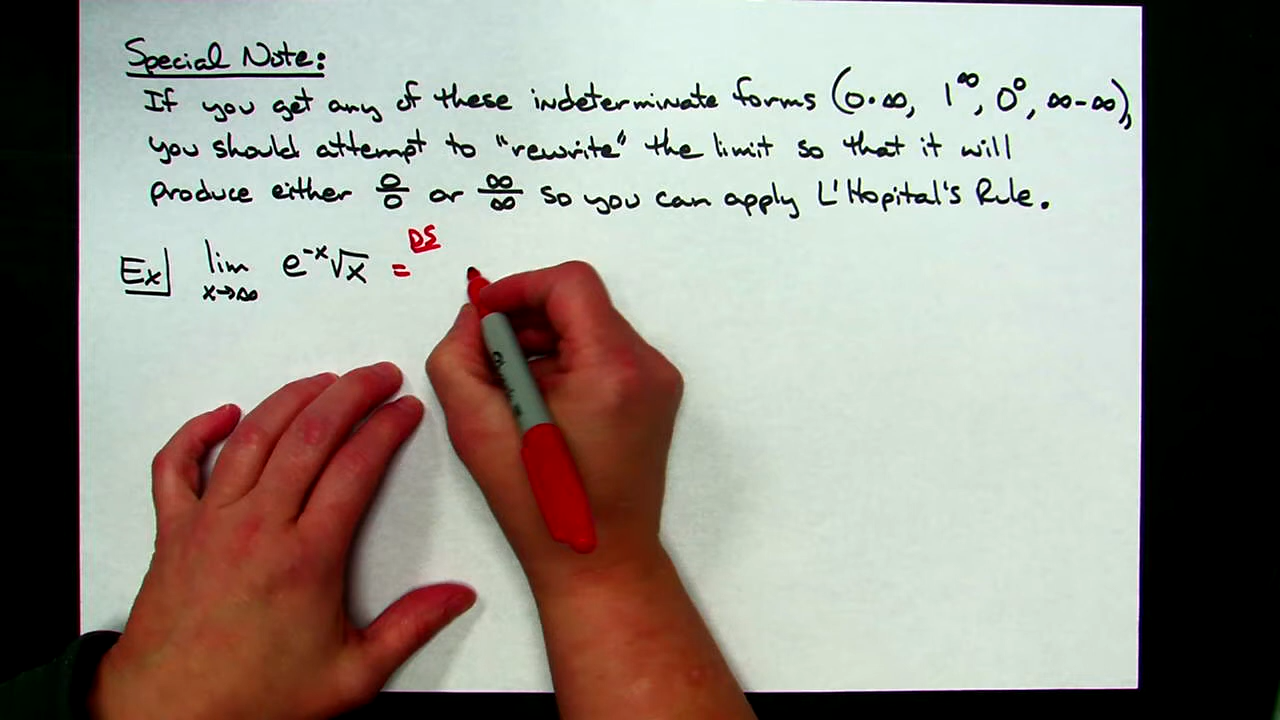 Special Note:
If you get any of these indeterminate forms (0·∞, 1^∞, 0^0, ∞-∞),
you should attempt to "rewrite" the limit so that it will
produce either 0/0 or ∞/∞ so you can apply L'Hopital's Rule.
DS
Ex] lim x→∞ e^-x √x =